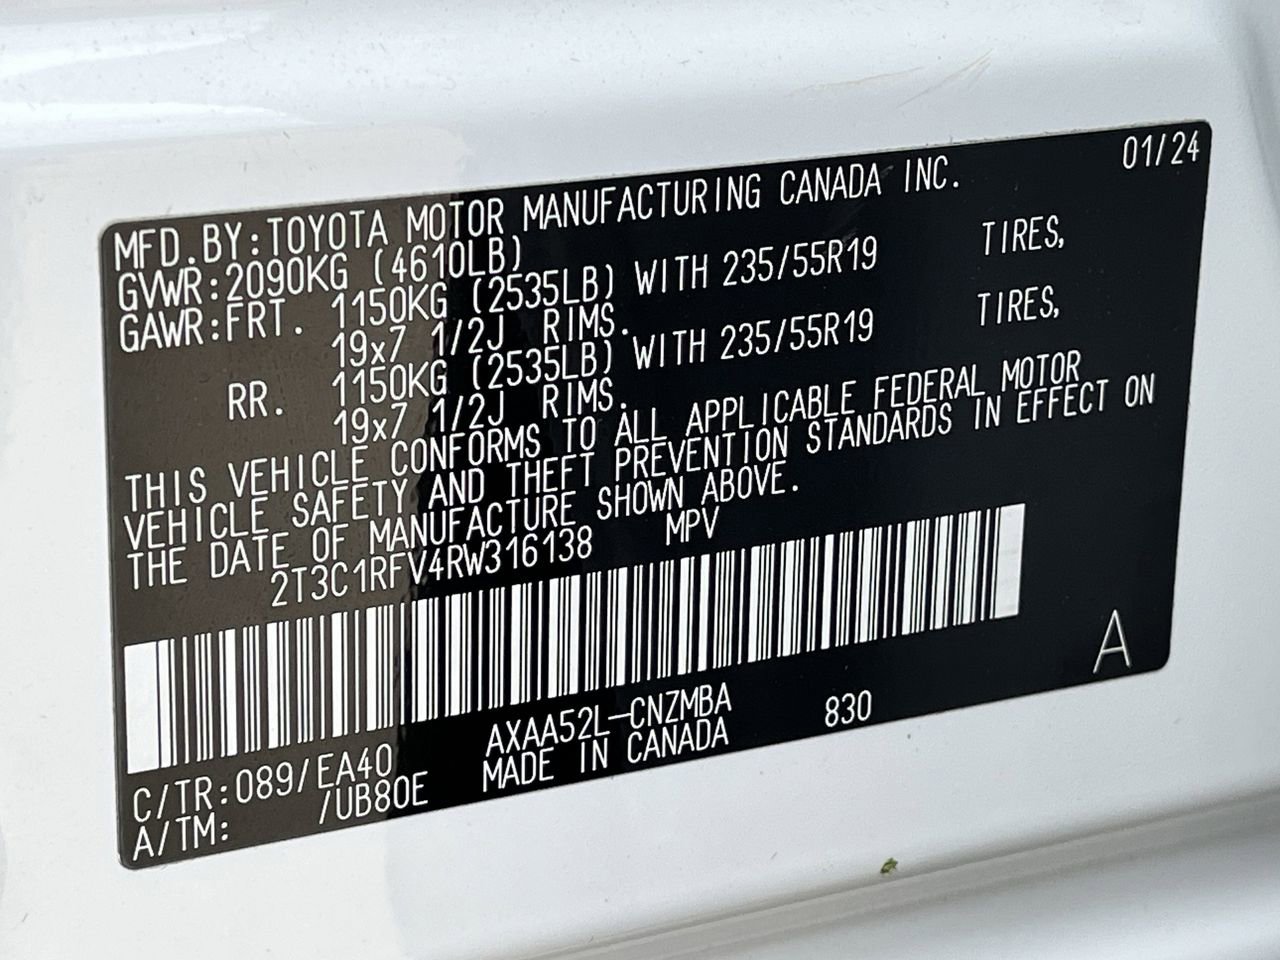 01/24
MFD.BY:TOYOTA MOTOR MANUFACTURING CANADA INC.
GVWR:2090KG (4610LB)
GAWR:FRT. 1150KG (2535LB) WITH 235/55R19 TIRES,
19x7 1/2J RIMS.
RR. 1150KG (2535LB) WITH 235/55R19 TIRES,
19x7 1/2J RIMS.
THIS VEHICLE CONFORMS TO ALL APPLICABLE FEDERAL MOTOR
VEHICLE SAFETY AND THEFT PREVENTION STANDARDS IN EFFECT ON
THE DATE OF MANUFACTURE SHOWN ABOVE.
2T3C1RFV4RW316138 MPV
A
AXAA52L-CNZMBA 830
C/TR:089/EA40 MADE IN CANADA
A/TM: /UB80E